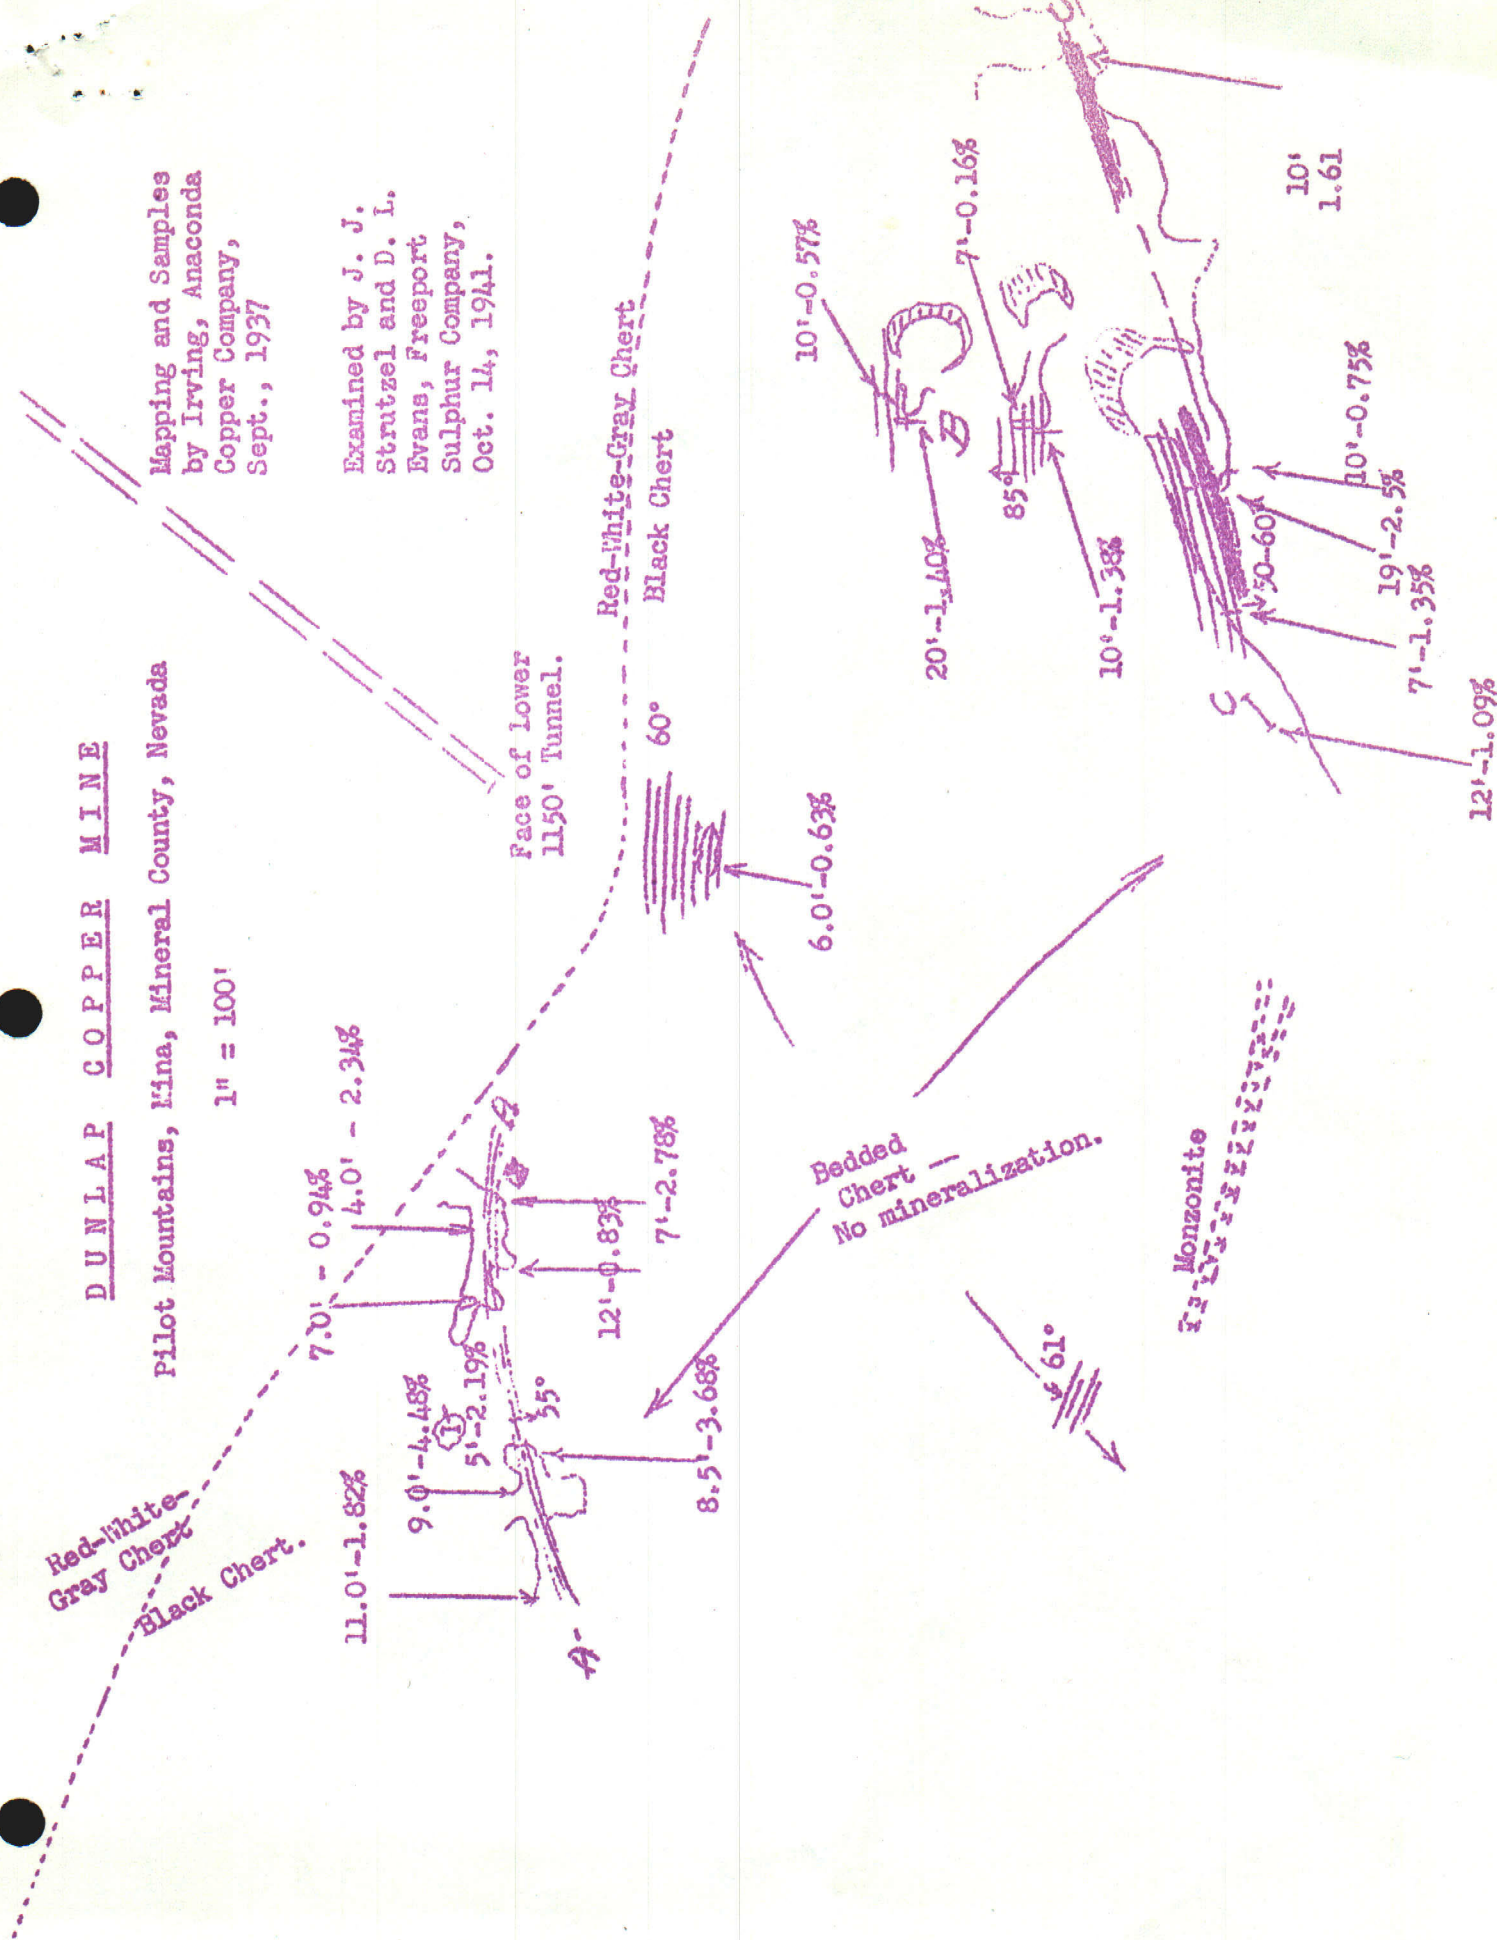 DUNLAP COPPER MINE
Pilot Mountains, Mina, Mineral County, Nevada
1" = 100'
Mapping and Samples
by Irving, Anaconda
Copper Company,
Sept., 1937
Examined by J. J.
Strutzel and D. L.
Evans, Freeport
Sulphur Company,
Oct. 14, 1941.
Red-White-
Gray Chert
Black Chert.
7.0' - 0.94%
4.0' - 2.34%
11.0'-1.82%
9.0'-4.48%
1
5'-2.19%
55°
A
A
12'-0.83%
7'-2.78%
8.5'-3.68%
Face of Lower
1150' Tunnel.
Red-White-Gray Chert
Black Chert
60°
6.0'-0.63%
Bedded
Chert --
No mineralization.
61°
Monzonite
10'-0.57%
B
20'-1.40%
7'-0.16%
85°
10'-1.38%
C
10'
1.61
50-60°
10'-0.75%
19'-2.5%
7'-1.35%
C
12'-1.09%